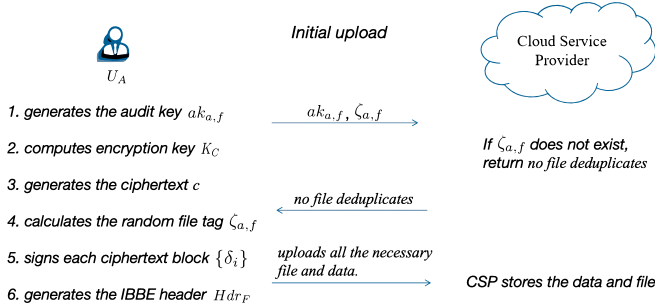 Initial upload
Cloud Service
Provider
U_A
1. generates the audit key ak_{a,f}
ak_{a,f}, ζ_{a,f}
2. computes encryption key K_C
If ζ_{a,f} does not exist,
return no file deduplicates
3. generates the ciphertext c
no file deduplicates
4. calculates the random file tag ζ_{a,f}
5. signs each ciphertext block {δ_i}
uploads all the necessary
file and data.
6. generates the IBBE header Hdr_F
CSP stores the data and file